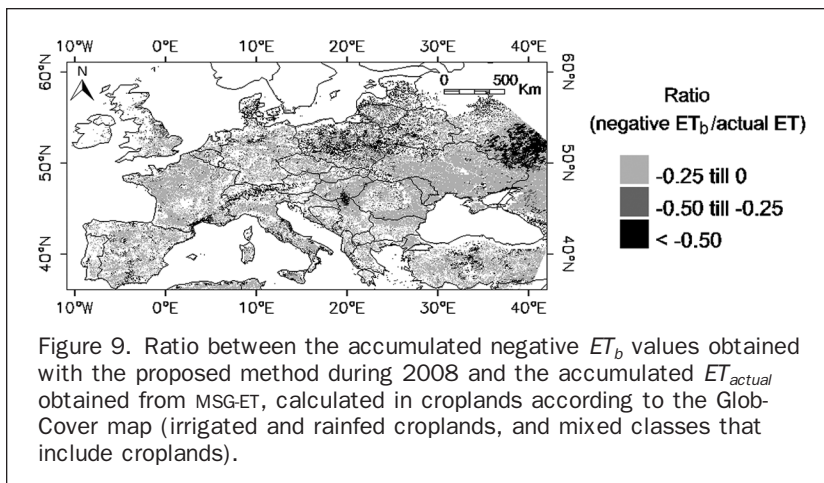 10°W 0°E 10°E 20°E 30°E 40°E
60°N 60°N
N
0 500
Km
50°N 50°N
40°N 40°N
10°W 0°E 10°E 20°E 30°E 40°E
Ratio
(negative ETb/actual ET)
-0.25 till 0
-0.50 till -0.25
< -0.50
Figure 9. Ratio between the accumulated negative ETb values obtained
with the proposed method during 2008 and the accumulated ETactual
obtained from MSG-ET, calculated in croplands according to the Glob-
Cover map (irrigated and rainfed croplands, and mixed classes that
include croplands).